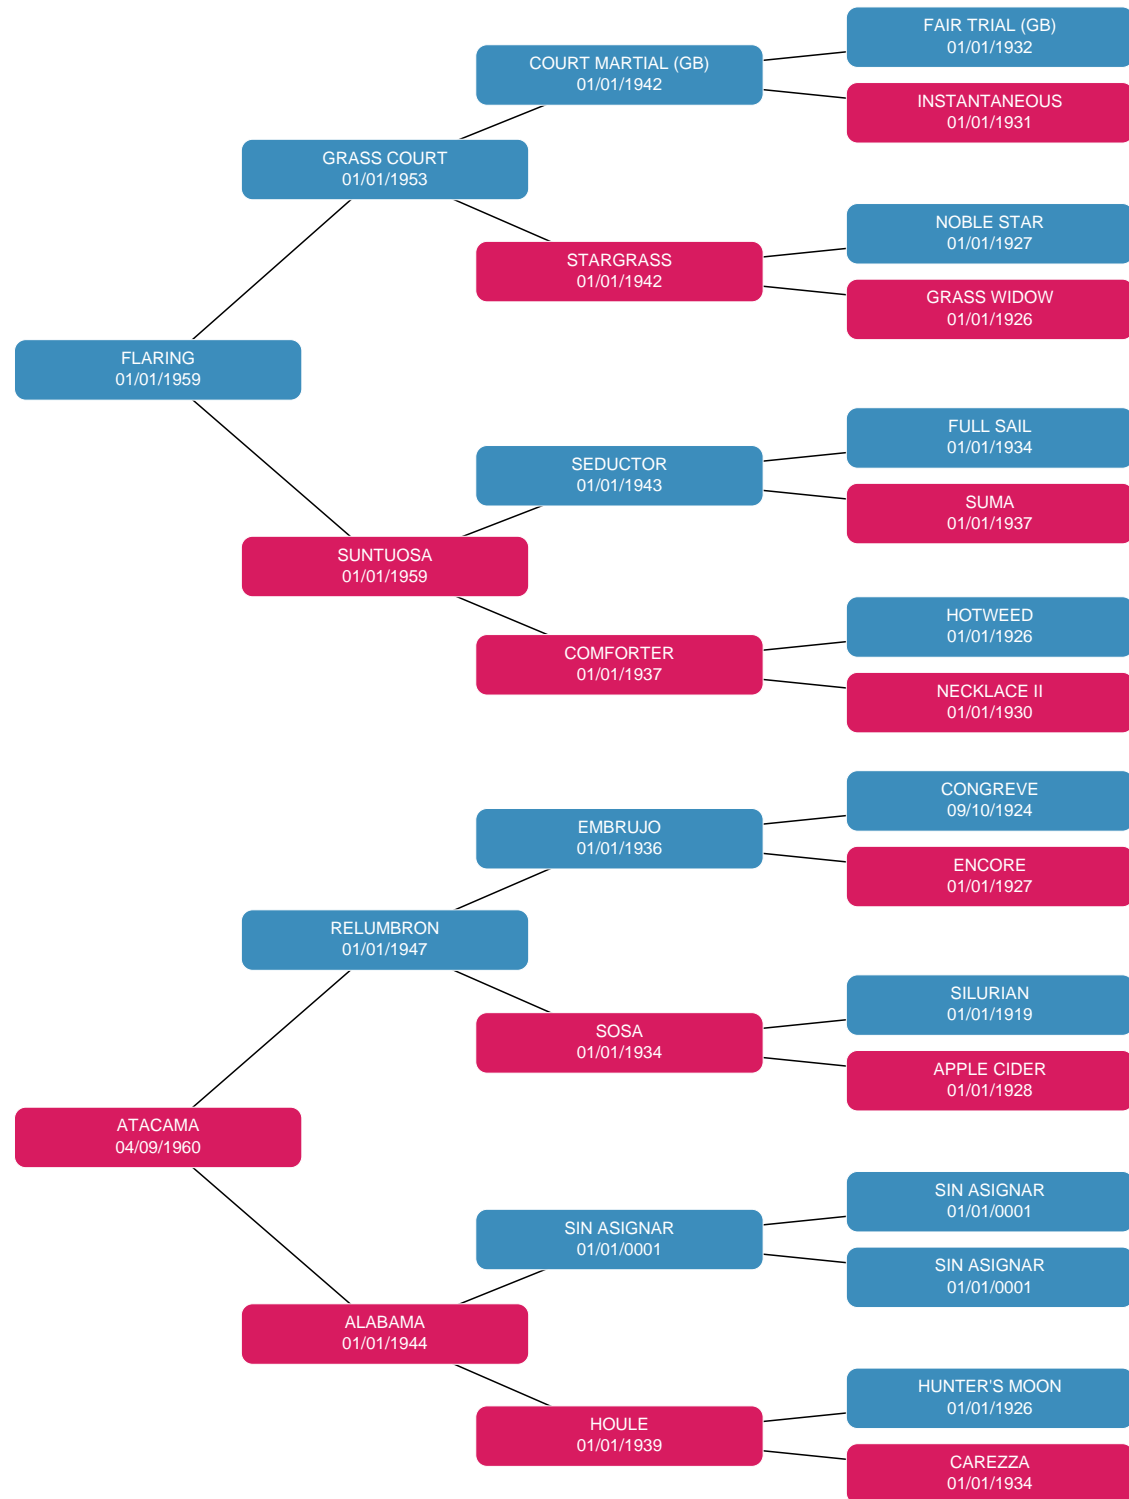 FAIR TRIAL (GB)
01/01/1932
COURT MARTIAL (GB)
01/01/1942
INSTANTANEOUS
01/01/1931
GRASS COURT
01/01/1953
NOBLE STAR
01/01/1927
STARGRASS
01/01/1942
GRASS WIDOW
01/01/1926
FLARING
01/01/1959
FULL SAIL
01/01/1934
SEDUCTOR
01/01/1943
SUMA
01/01/1937
SUNTUOSA
01/01/1959
HOTWEED
01/01/1926
COMFORTER
01/01/1937
NECKLACE II
01/01/1930
CONGREVE
09/10/1924
EMBRUJO
01/01/1936
ENCORE
01/01/1927
RELUMBRON
01/01/1947
SILURIAN
01/01/1919
SOSA
01/01/1934
APPLE CIDER
01/01/1928
ATACAMA
04/09/1960
SIN ASIGNAR
01/01/0001
SIN ASIGNAR
01/01/0001
SIN ASIGNAR
01/01/0001
ALABAMA
01/01/1944
HUNTER'S MOON
01/01/1926
HOULE
01/01/1939
CAREZZA
01/01/1934